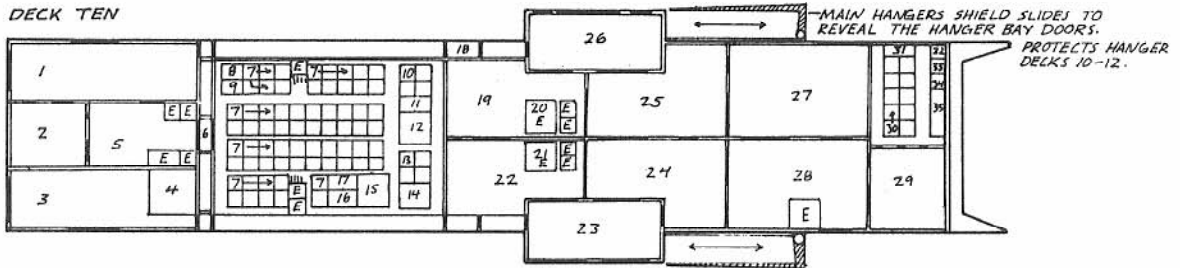 DECK TEN
MAIN HANGERS SHIELD SLIDES TO
REVEAL THE HANGER BAY DOORS.
PROTECTS HANGER
DECKS 10-12.
1
2
3
4
5
E E
E E
6
8 7 E 7
9
7
7
7 E 7 17
E 16 15
10
11
12
13
14
18
19
20
E
E
E
21
E
E
E
22
23
24
25
26
27
28
E
29
30
31
32
33
34
35